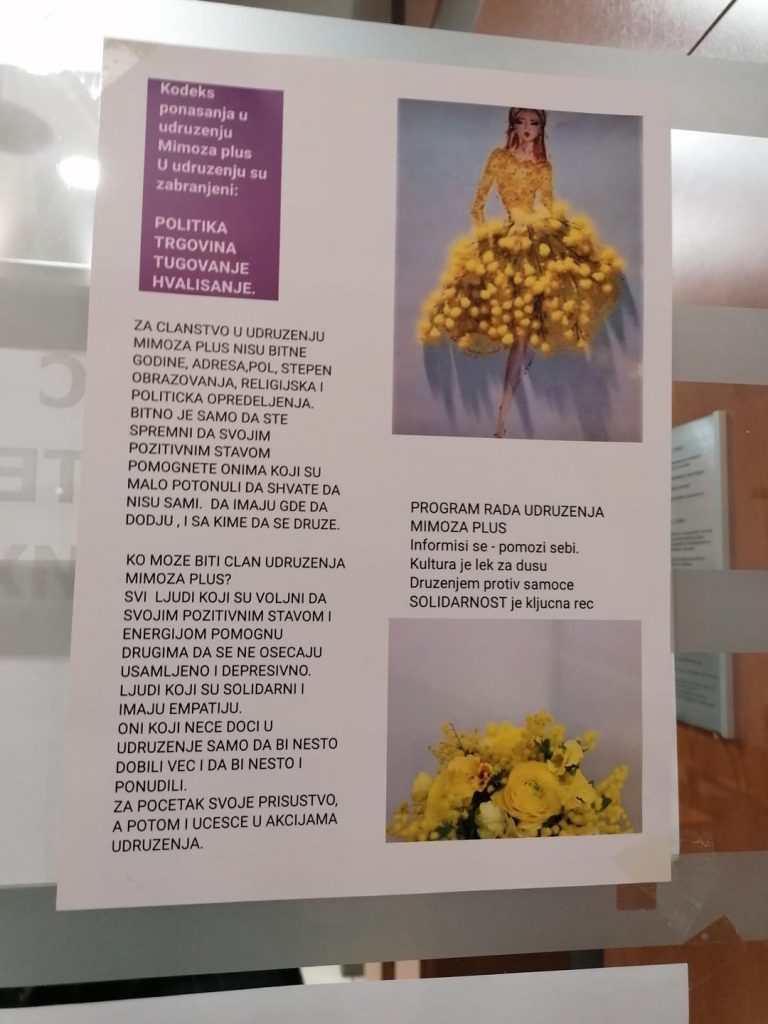 Kodeks
ponasanja u
udruzenju
Mimoza plus
U udruzenju su
zabranjeni:
POLITIKA
TRGOVINA
TUGOVANJE
HVALISANJE.
ZA CLANSTVO U UDRUZENJU
MIMOZA PLUS NISU BITNE
GODINE, ADRESA,POL, STEPEN
OBRAZOVANJA, RELIGIJSKA I
POLITICKA OPREDELJENJA.
BITNO JE SAMO DA STE
SPREMNI DA SVOJIM
POZITIVNIM STAVOM
POMOGNETE ONIMA KOJI SU
MALO POTONULI DA SHVATE DA
NISU SAMI. DA IMAJU GDE DA
DODJU , I SA KIME DA SE DRUZE.
KO MOZE BITI CLAN UDRUZENJA
MIMOZA PLUS?
SVI LJUDI KOJI SU VOLJNI DA
SVOJIM POZITIVNIM STAVOM I
ENERGIJOM POMOGNU
DRUGIMA DA SE NE OSECAJU
USAMLJENO I DEPRESIVNO.
LJUDI KOJI SU SOLIDARNI I
IMAJU EMPATIJU.
ONI KOJI NECE DOCI U
UDRUZENJE SAMO DA BI NESTO
DOBILI VEC I DA BI NESTO I
PONUDILI.
ZA POCETAK SVOJE PRISUSTVO,
A POTOM I UCESCE U AKCIJAMA
UDRUZENJA.
PROGRAM RADA UDRUZENJA
MIMOZA PLUS
Informisi se - pomozi sebi.
Kultura je lek za dusu
Druzenjem protiv samoce
SOLIDARNOST je kljucna rec